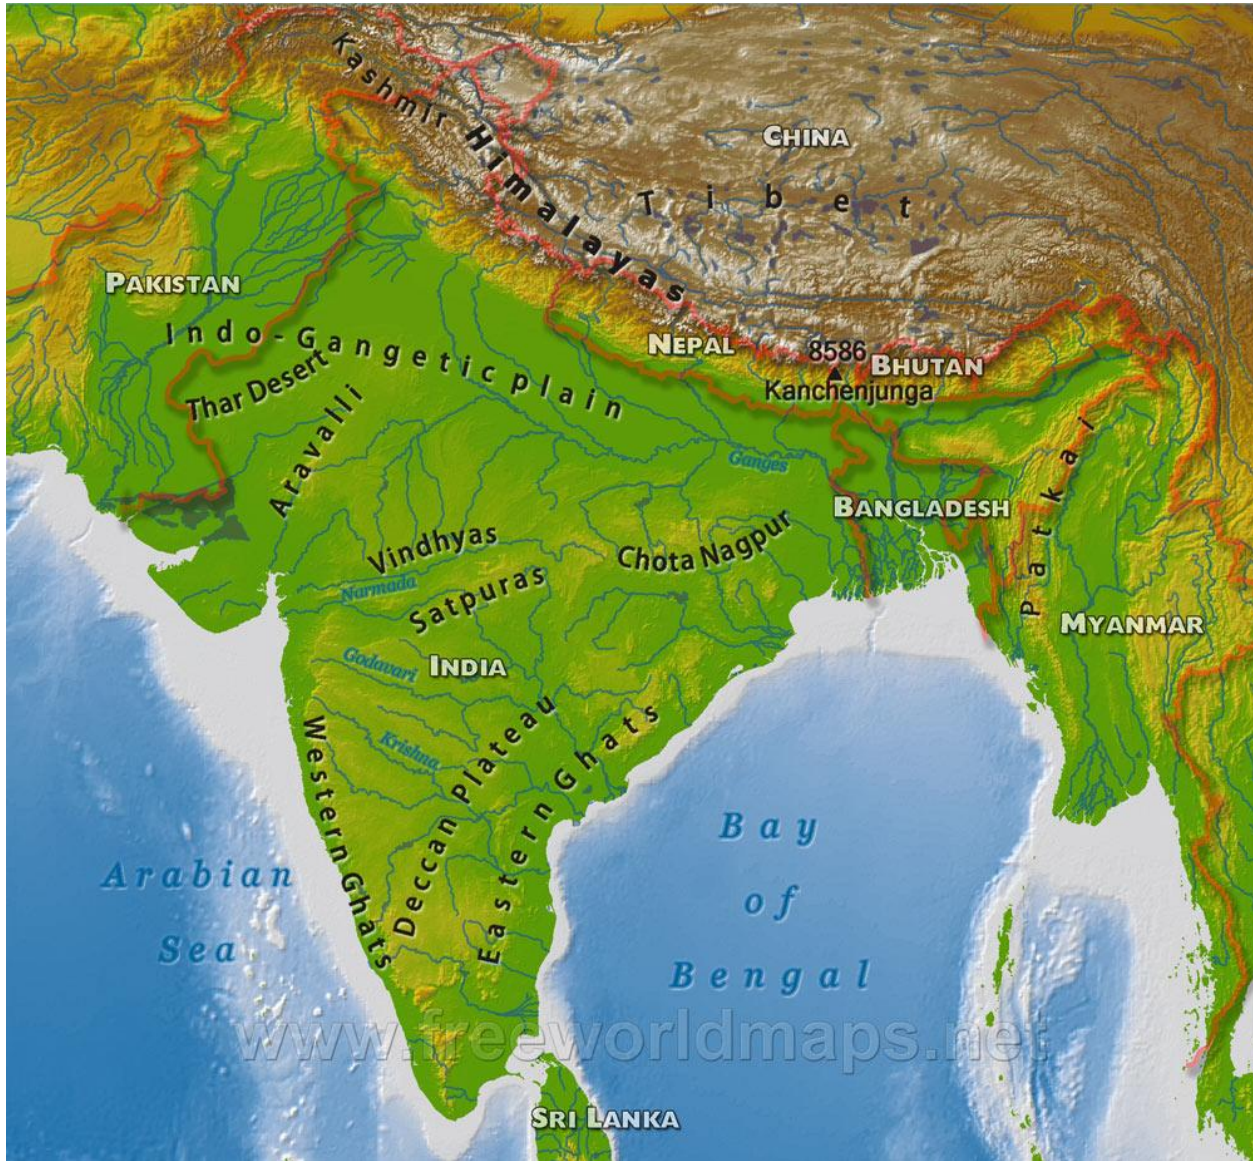 Kashmir
Himalayas
CHINA
Tibet
PAKISTAN
Indo-Gangetic plain
NEPAL
8586
BHUTAN
Kanchenjunga
Thar Desert
Aravalli
Patkai
Ganges
BANGLADESH
Vindhyas
Chota Nagpur
Narmada
Satpuras
MYANMAR
Godavari
INDIA
Western Ghats
Krishna
Deccan Plateau
Eastern Ghats
Arabian
Sea
Bay
of
Bengal
www.freeworldmaps.net
SRI LANKA